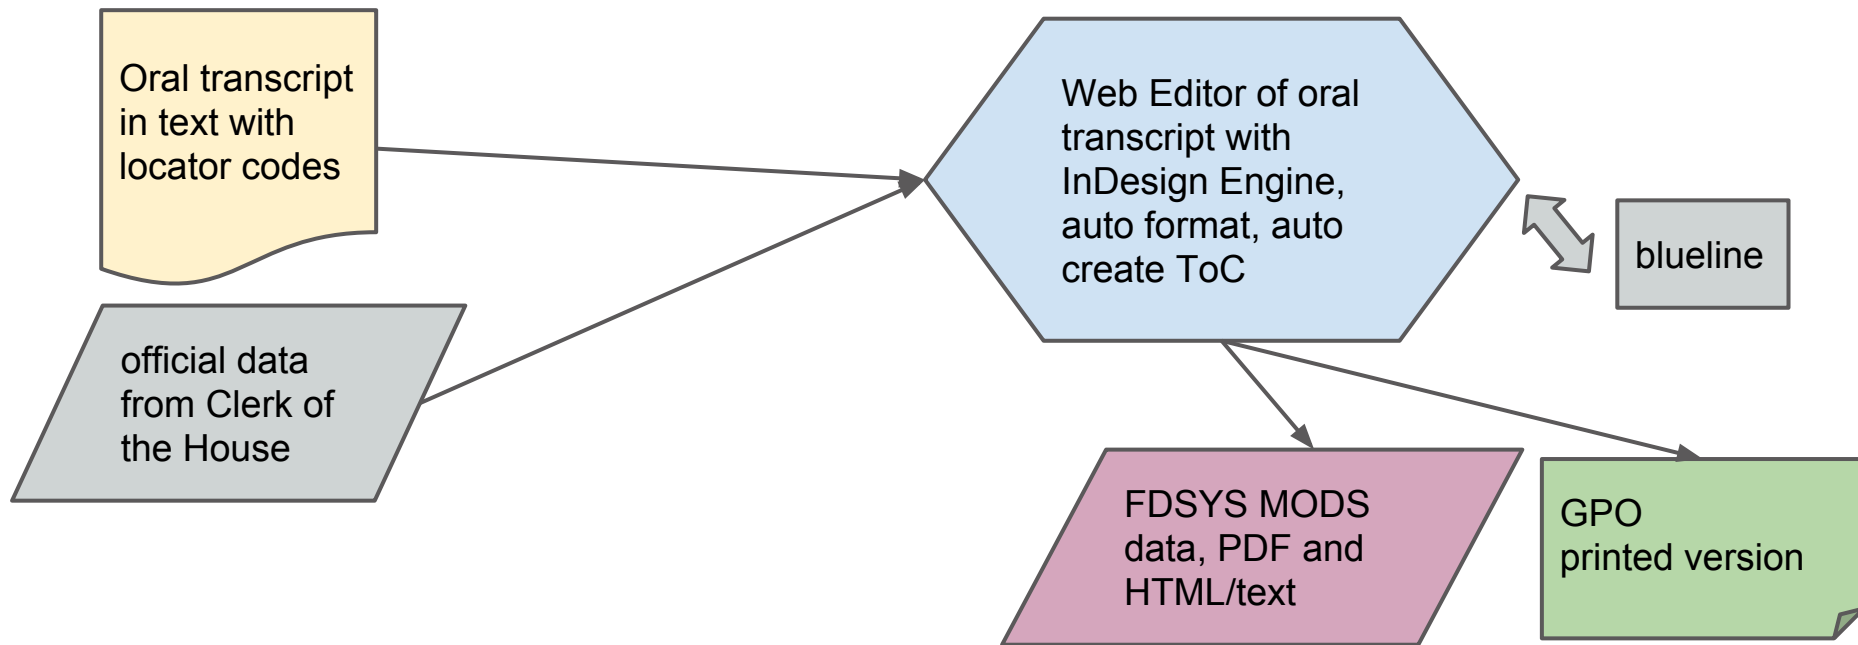 Oral transcript
in text with
locator codes
official data
from Clerk of
the House
Web Editor of oral
transcript with
InDesign Engine,
auto format, auto
create ToC
blueline
FDSYS MODS
data, PDF and
HTML/text
GPO
printed version